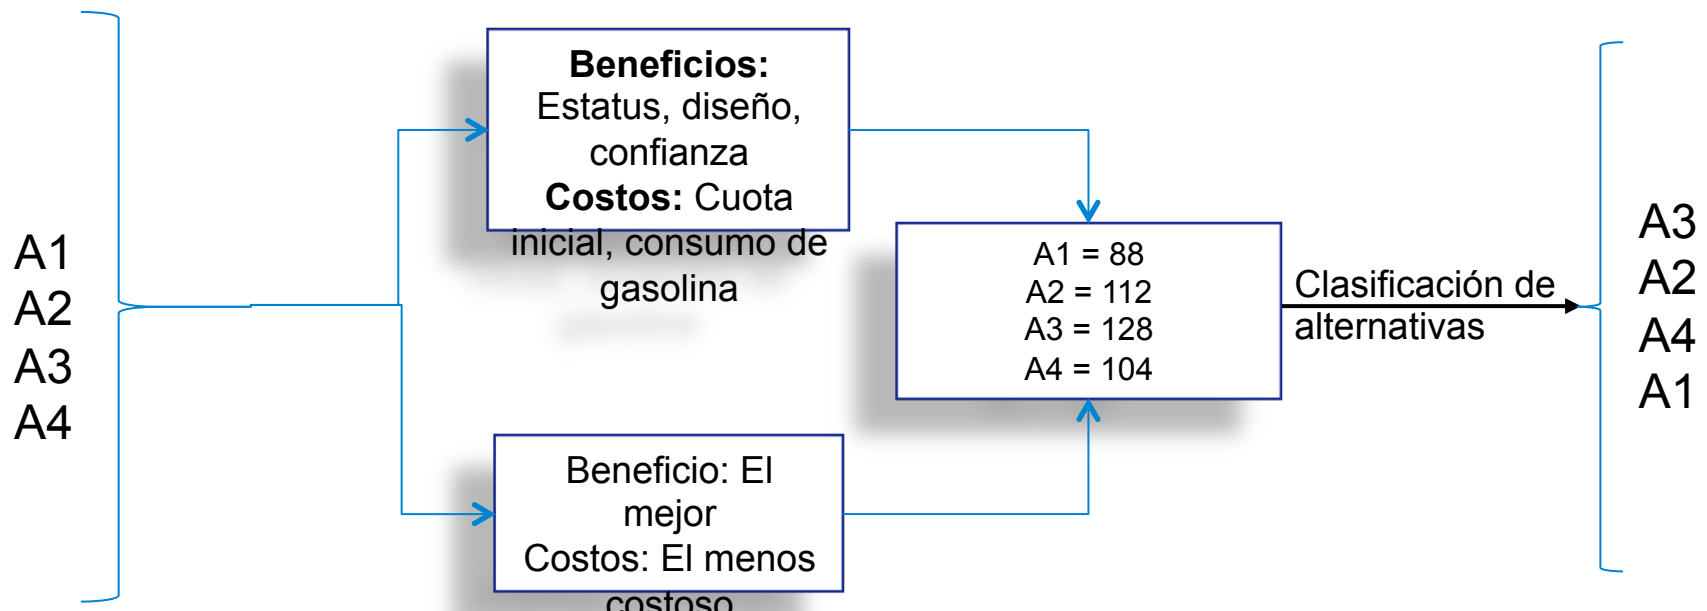 A1
A2
A3
A4
Beneficios:
Estatus, diseño,
confianza
Costos: Cuota
inicial, consumo de
gasolina
Beneficio: El
mejor
Costos: El menos
costoso
A1 = 88
A2 = 112
A3 = 128
A4 = 104
Clasificación de
alternativas
A3
A2
A4
A1